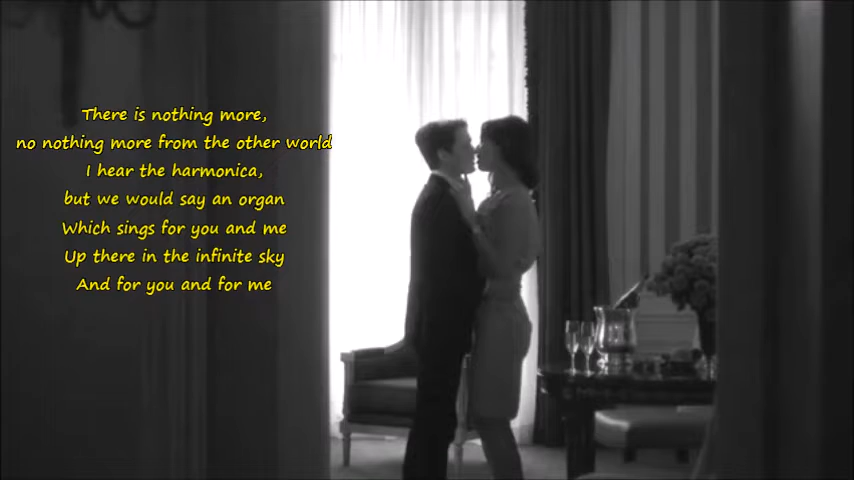 There is nothing more,
no nothing more from the other world
I hear the harmonica,
but we would say an organ
Which sings for you and me
Up there in the infinite sky
And for you and for me